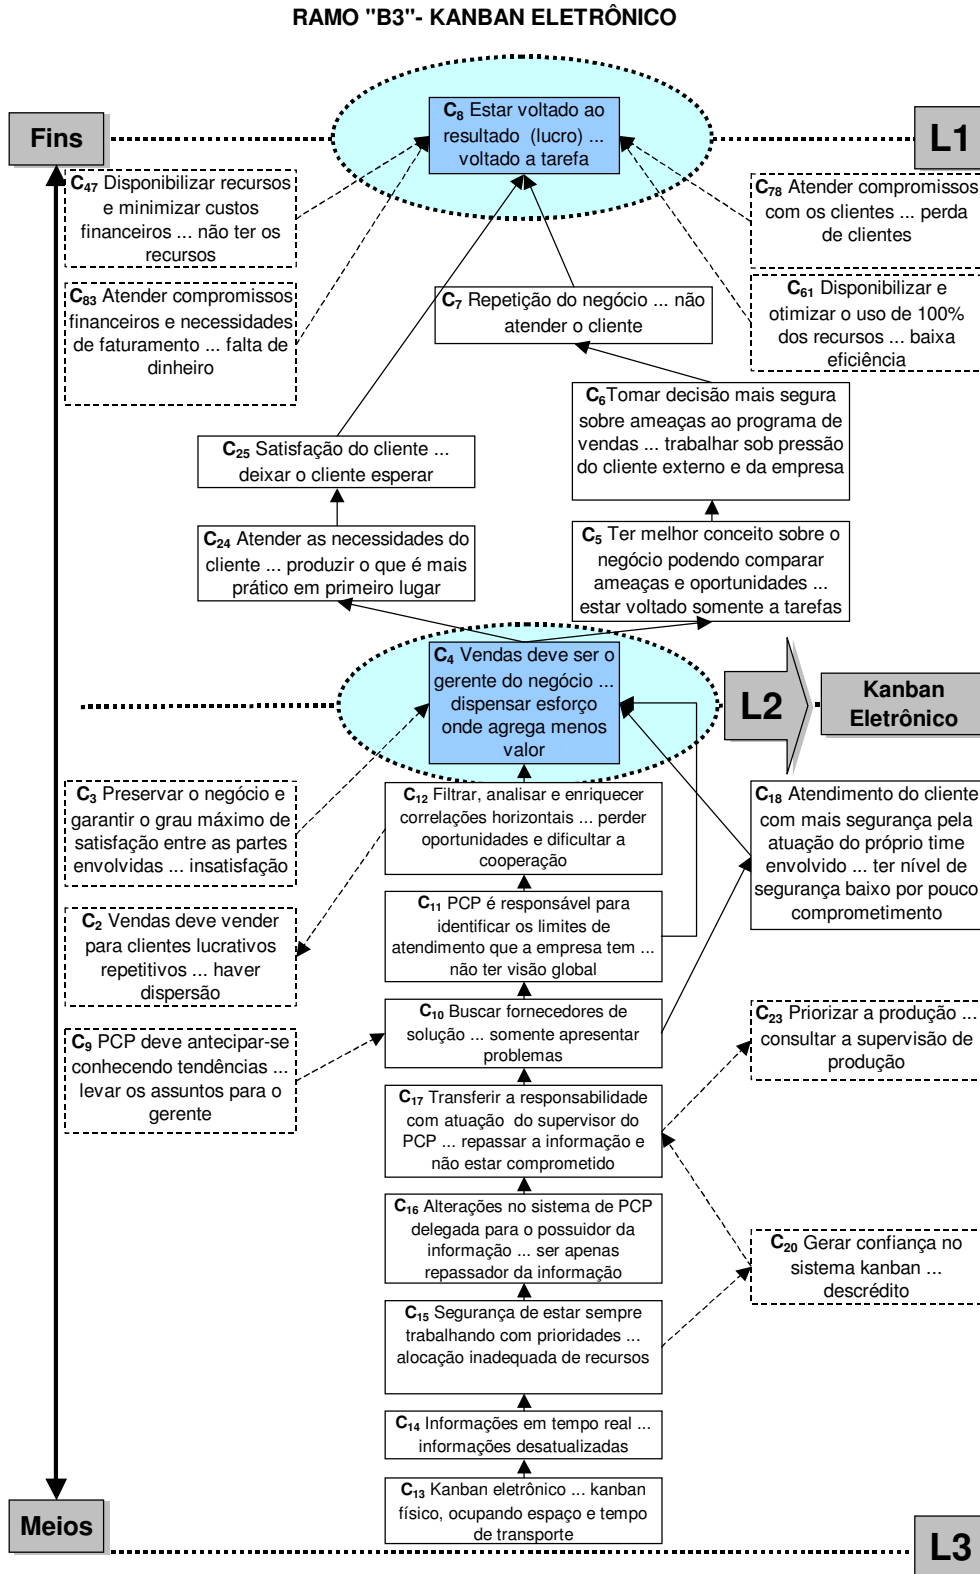 RAMO "B3"- KANBAN ELETRÔNICO
Fins
L1
C8 Estar voltado ao
resultado (lucro) ...
voltado a tarefa
C47 Disponibilizar recursos
e minimizar custos
financeiros ... não ter os
recursos
C78 Atender compromissos
com os clientes ... perda
de clientes
C83 Atender compromissos
financeiros e necessidades
de faturamento ... falta de
dinheiro
C7 Repetição do negócio ... não
atender o cliente
C61 Disponibilizar e
otimizar o uso de 100%
dos recursos ... baixa
eficiência
C6 Tomar decisão mais segura
sobre ameaças ao programa de
vendas ... trabalhar sob pressão
do cliente externo e da empresa
C25 Satisfação do cliente ...
deixar o cliente esperar
C24 Atender as necessidades do
cliente ... produzir o que é mais
prático em primeiro lugar
C5 Ter melhor conceito sobre o
negócio podendo comparar
ameaças e oportunidades ...
estar voltado somente a tarefas
C4 Vendas deve ser o
gerente do negócio ...
dispensar esforço
onde agrega menos
valor
L2
Kanban
Eletrônico
C3 Preservar o negócio e
garantir o grau máximo de
satisfação entre as partes
envolvidas ... insatisfação
C12 Filtrar, analisar e enriquecer
correlações horizontais ... perder
oportunidades e dificultar a
cooperação
C18 Atendimento do cliente
com mais segurança pela
atuação do próprio time
envolvido ... ter nível de
segurança baixo por pouco
comprometimento
C2 Vendas deve vender
para clientes lucrativos
repetitivos ... haver
dispersão
C11 PCP é responsável para
identificar os limites de
atendimento que a empresa tem ...
não ter visão global
C9 PCP deve antecipar-se
conhecendo tendências ...
levar os assuntos para o
gerente
C10 Buscar fornecedores de
solução ... somente apresentar
problemas
C23 Priorizar a produção ...
consultar a supervisão de
produção
C17 Transferir a responsabilidade
com atuação do supervisor do
PCP ... repassar a informação e
não estar comprometido
C16 Alterações no sistema de PCP
delegada para o possuidor da
informação ... ser apenas
repassador da informação
C20 Gerar confiança no
sistema kanban ...
descrédito
C15 Segurança de estar sempre
trabalhando com prioridades ...
alocação inadequada de recursos
C14 Informações em tempo real ...
informações desatualizadas
C13 Kanban eletrônico ... kanban
físico, ocupando espaço e tempo
de transporte
Meios
L3